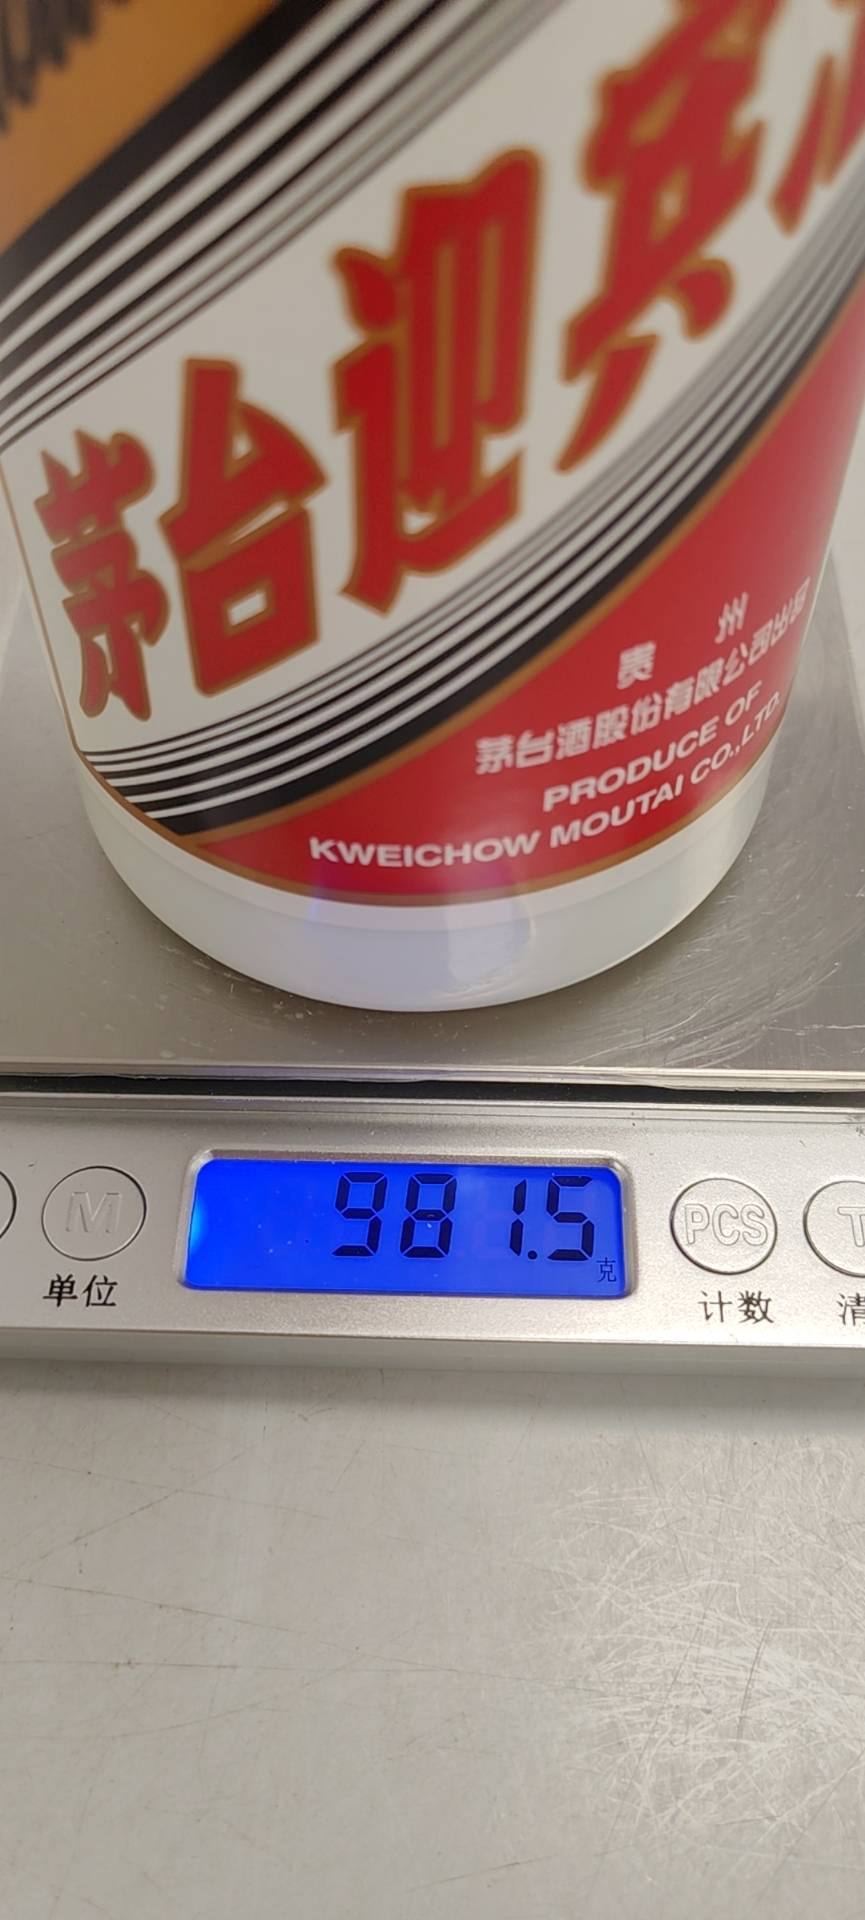 茅台迎宾
贵 州
茅台酒股份有限公司出品
PRODUCE OF
KWEICHOW MOUTAI CO.,LTD.
981.5
克
M
PCS
T
单位
计数
清